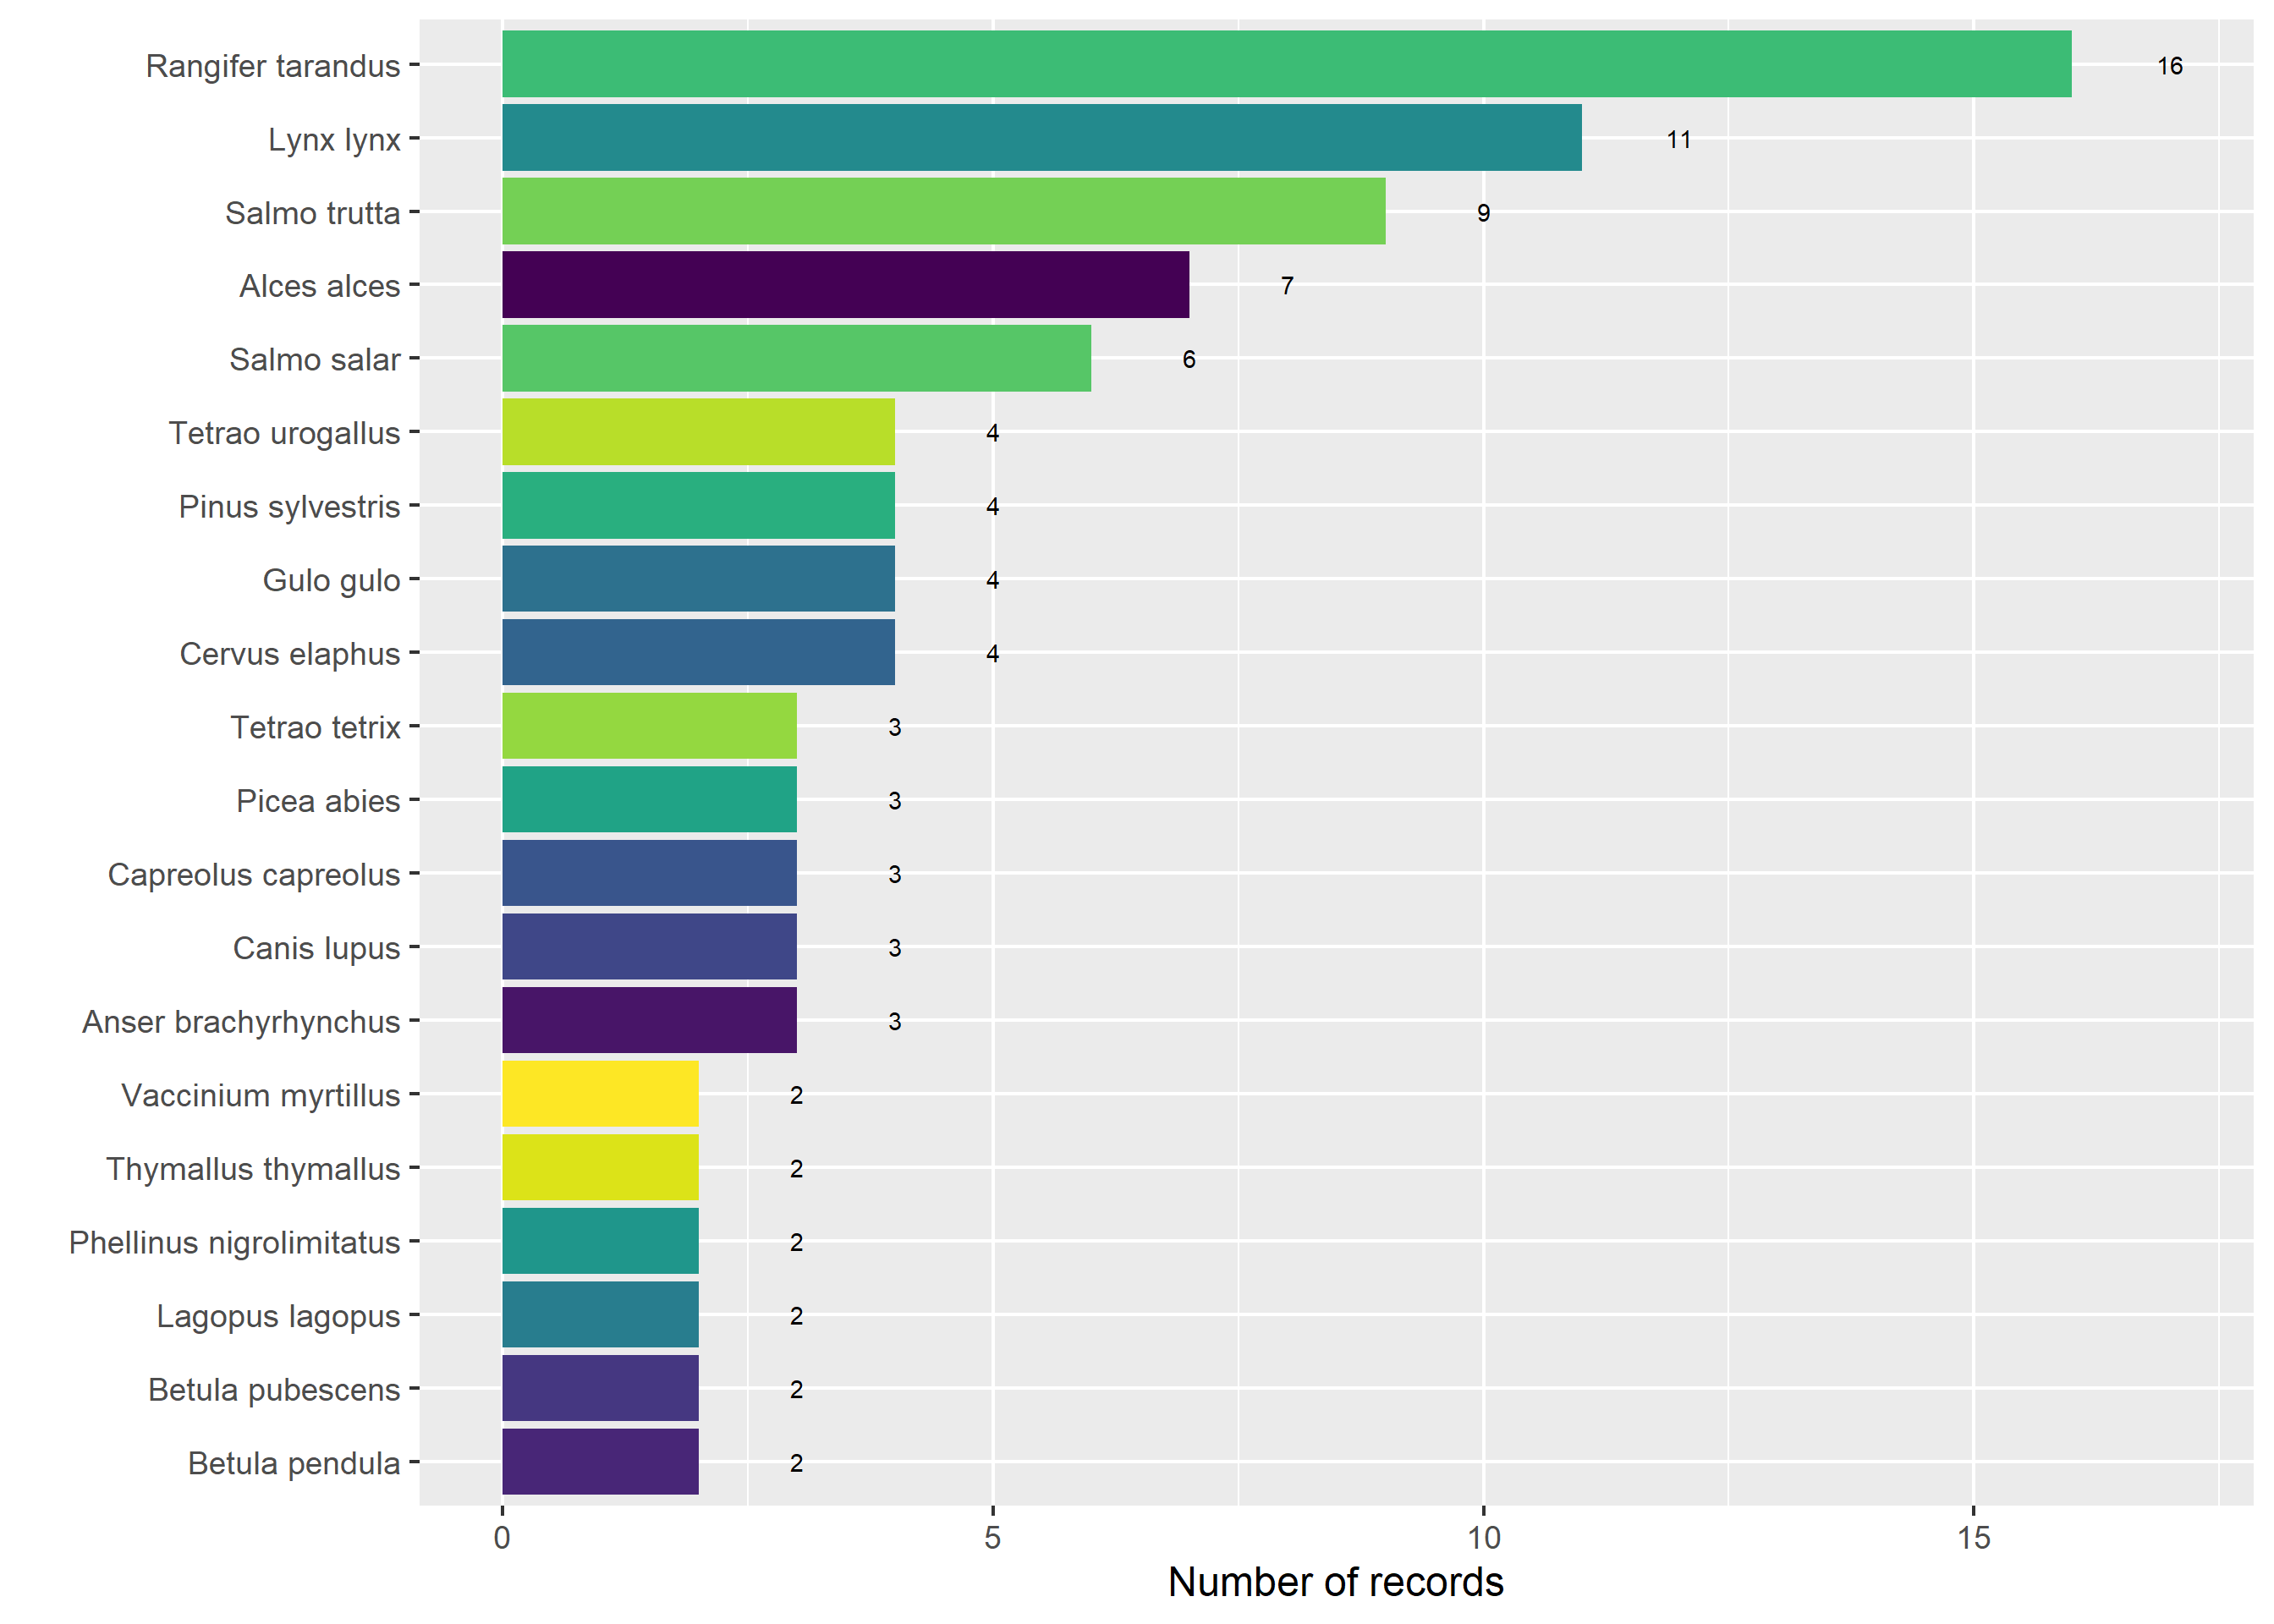 Rangifer tarandus 16
Lynx lynx 11
Salmo trutta 9
Alces alces 7
Salmo salar 6
Tetrao urogallus 4
Pinus sylvestris 4
Gulo gulo 4
Cervus elaphus 4
Tetrao tetrix 3
Picea abies 3
Capreolus capreolus 3
Canis lupus 3
Anser brachyrhynchus 3
Vaccinium myrtillus 2
Thymallus thymallus 2
Phellinus nigrolimitatus 2
Lagopus lagopus 2
Betula pubescens 2
Betula pendula 2
0 5 10 15
Number of records